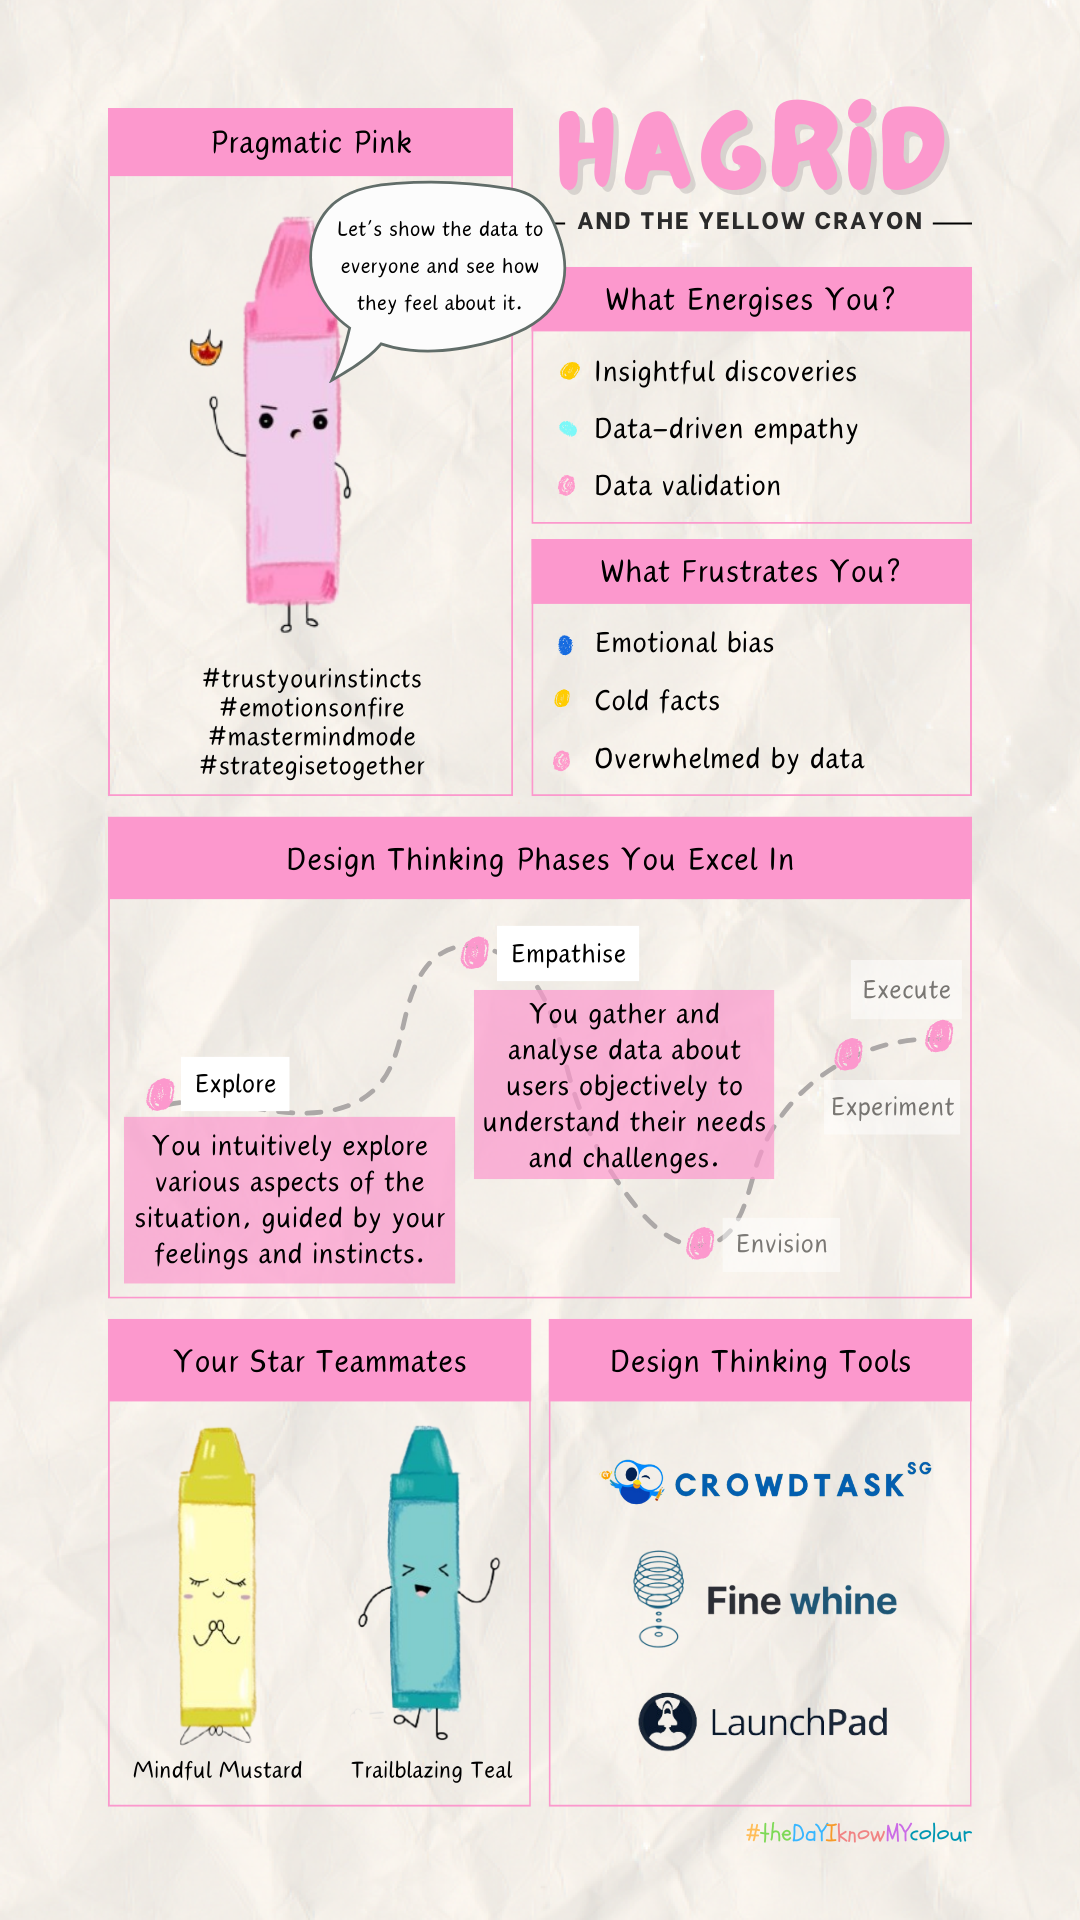 Pragmatic Pink
HAGRiD
AND THE YELLOW CRAYON
Let's show the data to
everyone and see how
they feel about it.
#trustyourinstincts
#emotionsonfire
#mastermindmode
#strategisetogether
What Energises You?
Insightful discoveries
Data-driven empathy
Data validation
What Frustrates You?
Emotional bias
Cold facts
Overwhelmed by data
Design Thinking Phases You Excel In
Explore
You intuitively explore
various aspects of the
situation, guided by your
feelings and instincts.
Empathise
You gather and
analyse data about
users objectively to
understand their needs
and challenges.
Envision
Experiment
Execute
Your Star Teammates
Mindful Mustard
Trailblazing Teal
Design Thinking Tools
CROWDTASK SG
Fine whine
LaunchPad
#theDaYIknowMYcolour